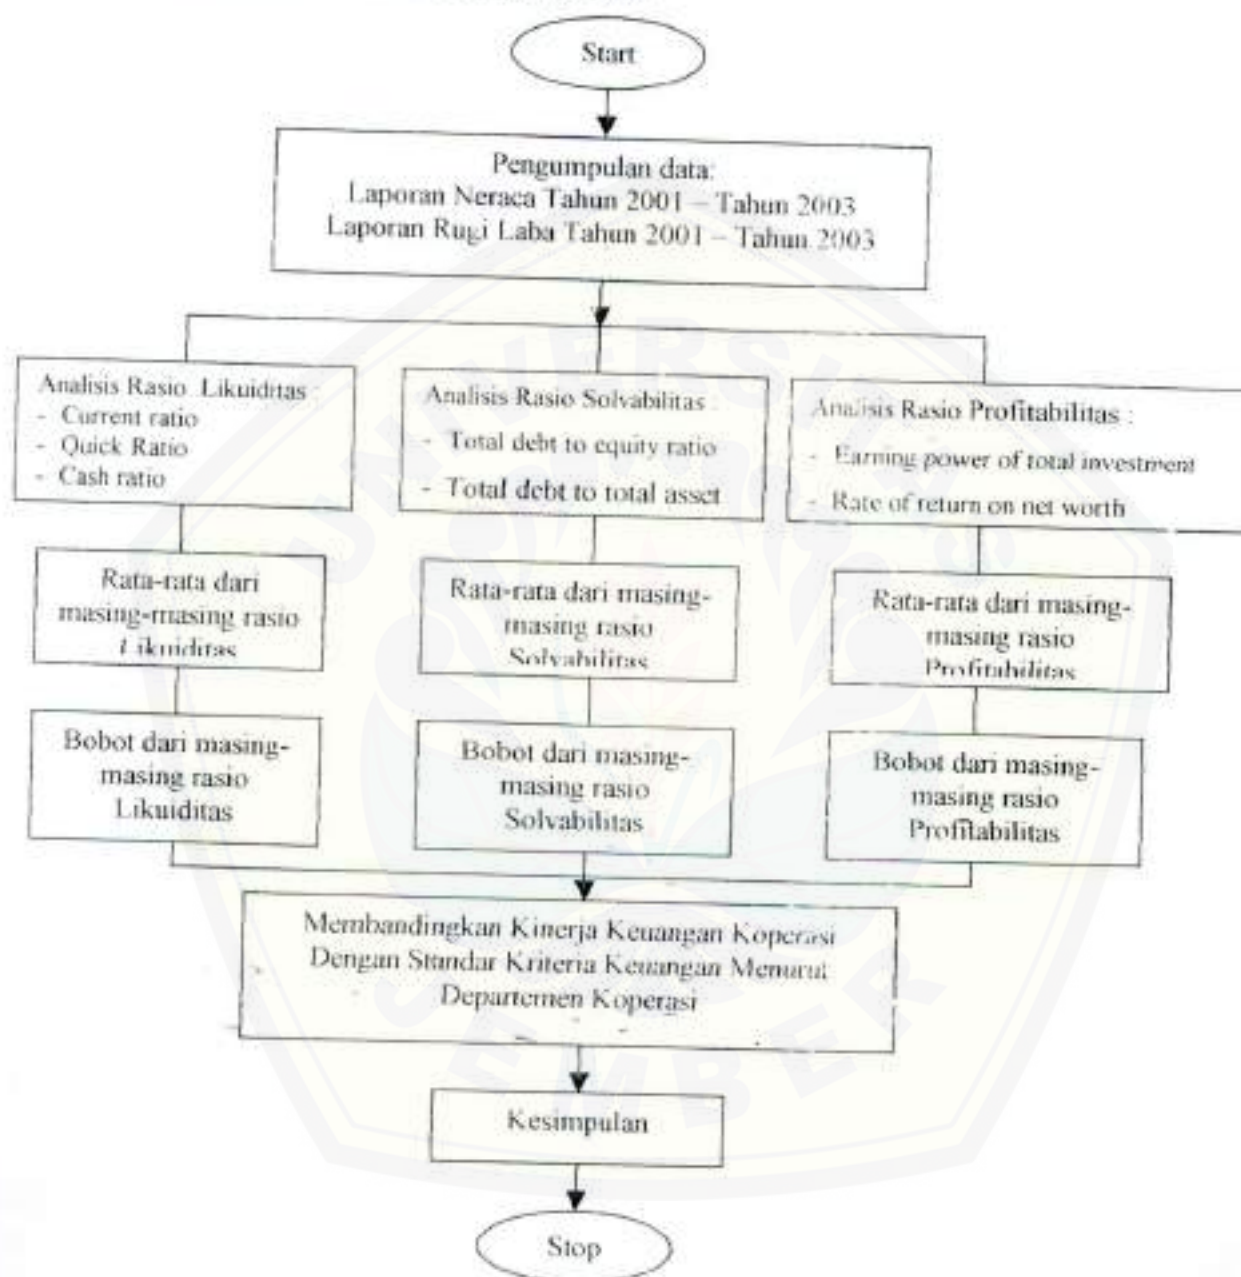 Start
Pengumpulan data:
Laporan Neraca Tahun 2001 – Tahun 2003
Laporan Rugi Laba Tahun 2001 – Tahun 2003
Analisis Rasio Likuiditas :
- Current ratio
- Quick Ratio
- Cash ratio
Analisis Rasio Solvabilitas :
- Total debt to equity ratio
- Total debt to total asset
Analisis Rasio Profitabilitas :
- Earning power of total investment
- Rate of return on net worth
Rata-rata dari
masing-masing rasio
Likuiditas
Rata-rata dari masing-
masing rasio
Solvabilitas
Rata-rata dari masing-
masing rasio
Profitabilitas
Bobot dari masing-
masing rasio
Likuiditas
Bobot dari masing-
masing rasio
Solvabilitas
Bobot dari masing-
masing rasio
Profitabilitas
Membandingkan Kinerja Keuangan Koperasi
Dengan Standar Kriteria Keuangan Menurut
Departemen Koperasi
Kesimpulan
Stop
UNIVERSITAS
JEMBER